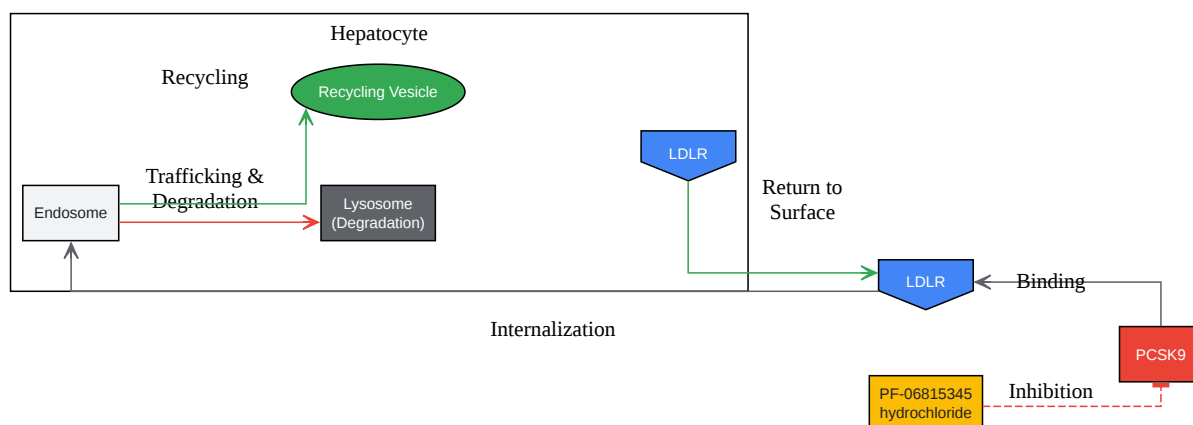 Hepatocyte
Recycling
Recycling Vesicle
LDLR
Trafficking &
Degradation
Endosome
Lysosome
(Degradation)
Return to
Surface
LDLR
Binding
Internalization
PCSK9
PF-06815345
hydrochloride
Inhibition